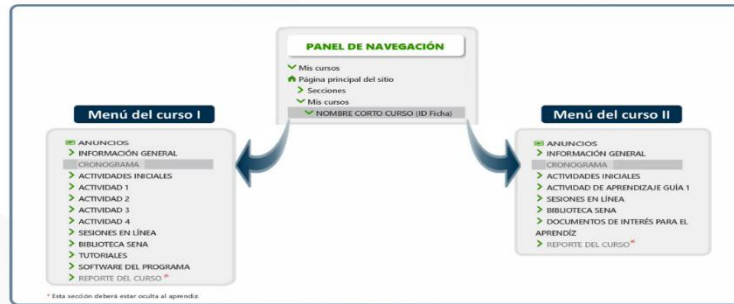 PANEL DE NAVEGACIÓN
Mis cursos
Página principal del sitio
Secciones
Mis cursos
NOMBRE CORTO CURSO (ID Ficha)
Menú del curso I
ANUNCIOS
INFORMACIÓN GENERAL
CRONOGRAMA
ACTIVIDADES INICIALES
ACTIVIDAD 1
ACTIVIDAD 2
ACTIVIDAD 3
ACTIVIDAD 4
SESIONES EN LÍNEA
BIBLIOTECA SENA
TUTORIALES
SOFTWARE DEL PROGRAMA
REPORTE DEL CURSO *
* Esta sección deberá estar oculta al aprendiz.
Menú del curso II
ANUNCIOS
INFORMACIÓN GENERAL
CRONOGRAMA
ACTIVIDADES INICIALES
ACTIVIDAD DE APRENDIZAJE GUÍA 1
SESIONES EN LÍNEA
BIBLIOTECA SENA
DOCUMENTOS DE INTERÉS PARA EL
APRENDÍZ
REPORTE DEL CURSO*